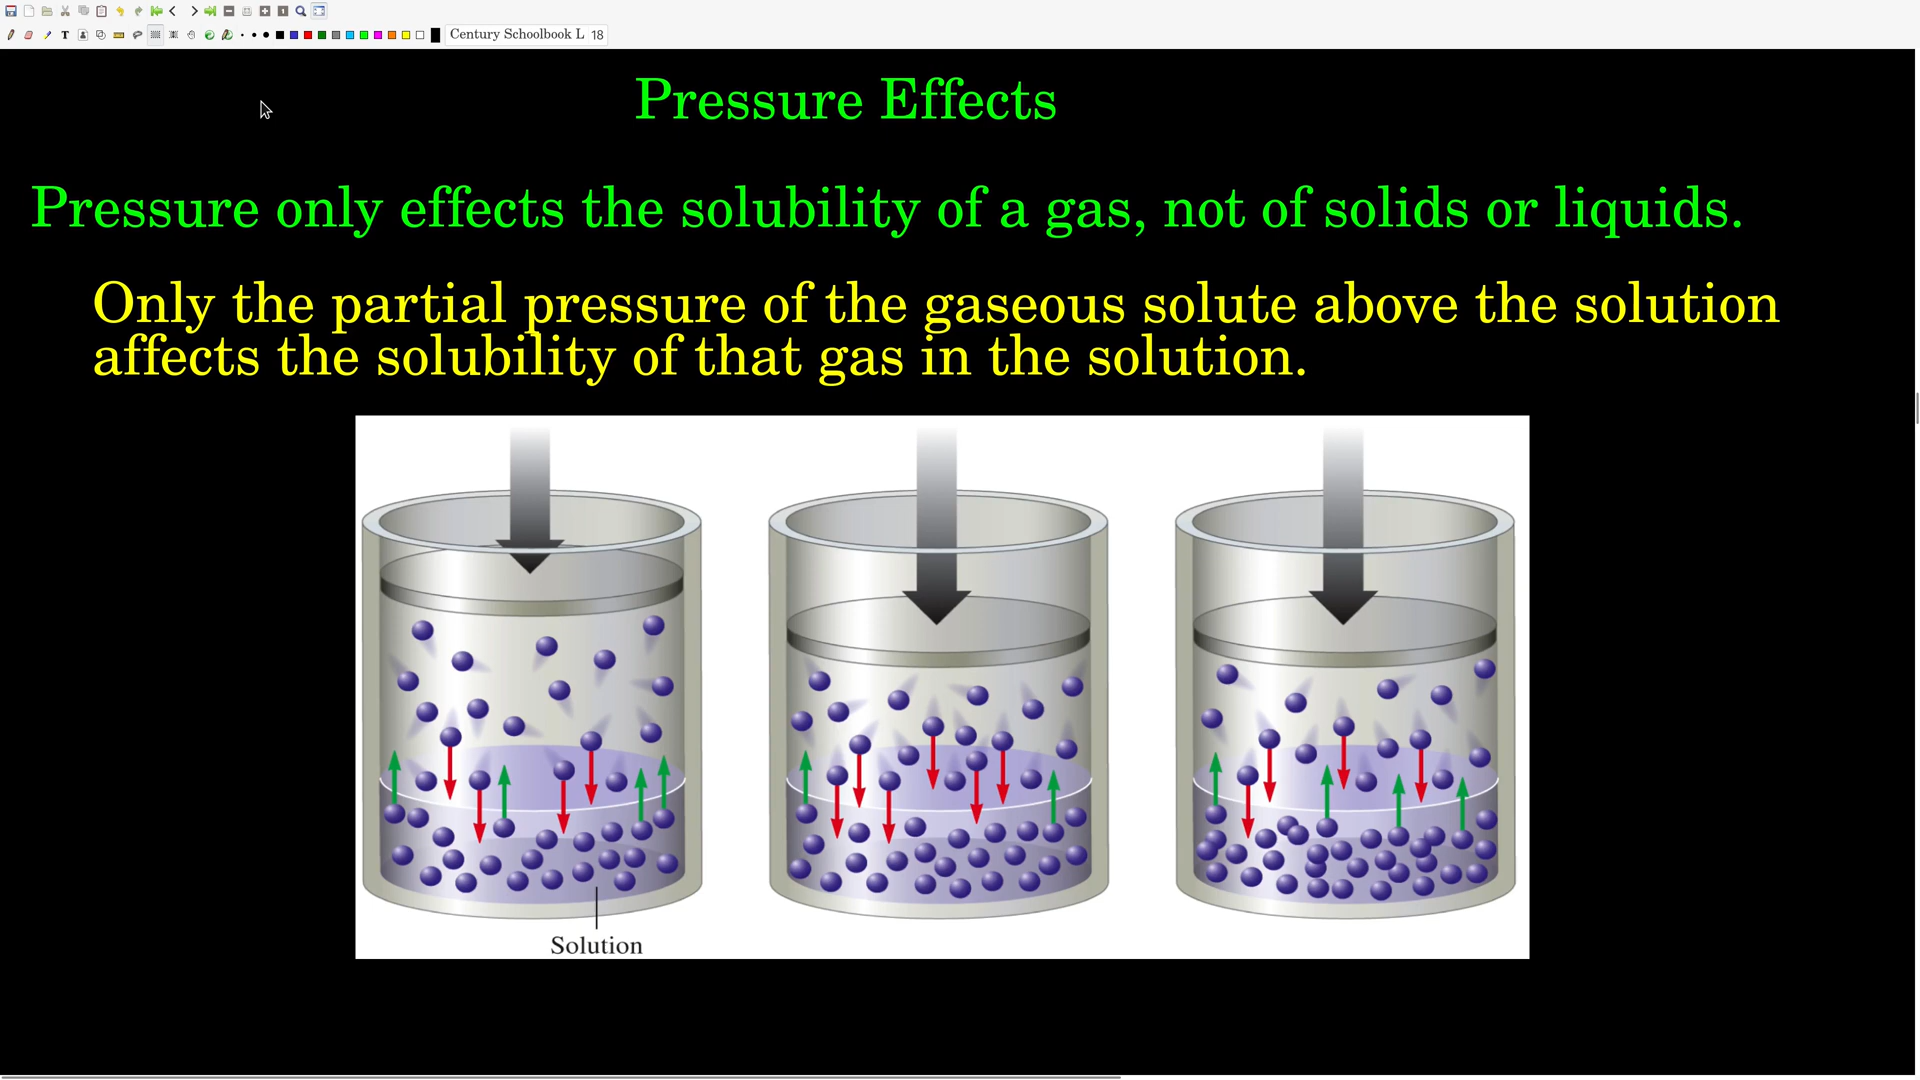 Century Schoolbook L 18
Pressure Effects
Pressure only effects the solubility of a gas, not of solids or liquids.
Only the partial pressure of the gaseous solute above the solution
affects the solubility of that gas in the solution.
Solution